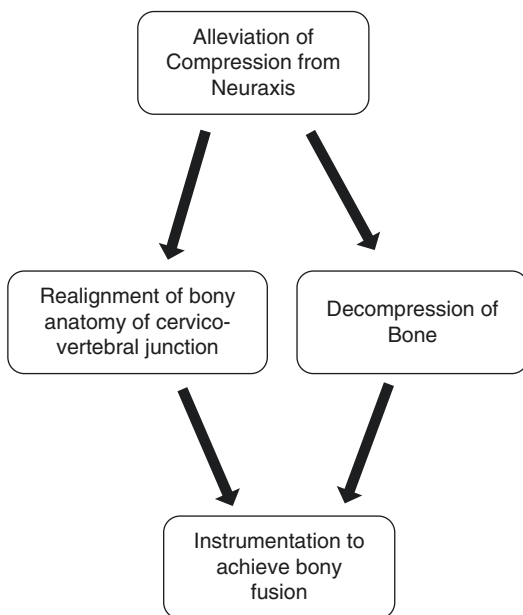 Alleviation of
Compression from
Neuraxis
Realignment of bony
anatomy of cervico-
vertebral junction
Decompression of
Bone
Instrumentation to
achieve bony
fusion